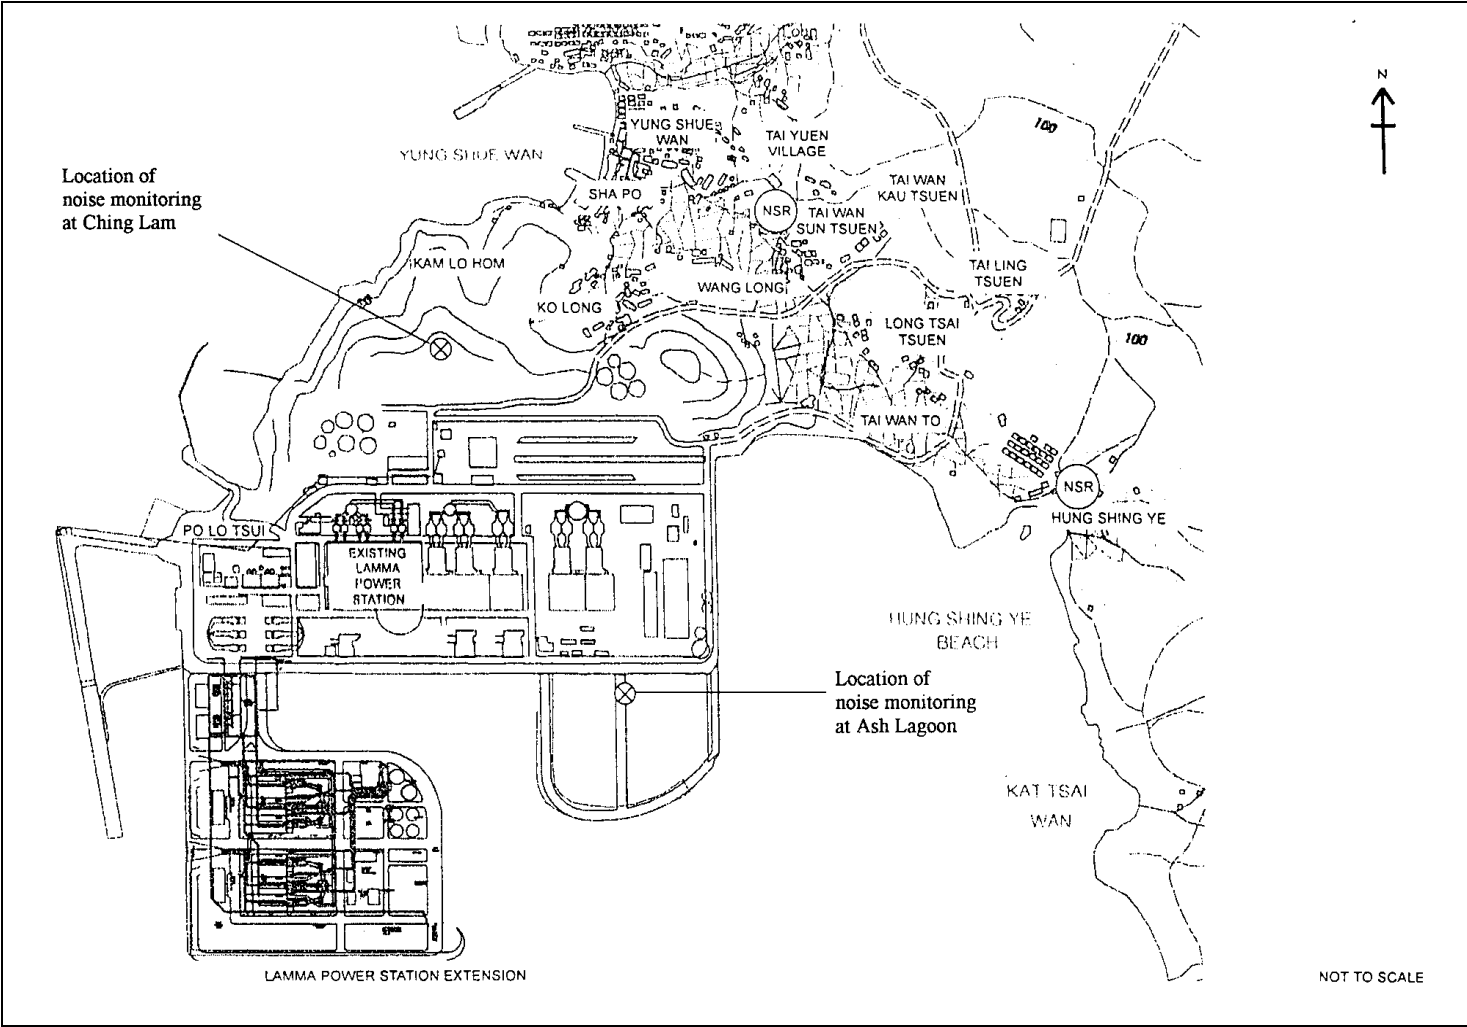 N
100
YUNG SHUE
WAN
TAI YUEN
VILLAGE
YUNG SHUE WAN
Location of
noise monitoring
at Ching Lam
SHA PO
TAI WAN
KAU TSUEN
NSR
TAI WAN
SUN TSUEN
KAM LO HOM
TAI LING
TSUEN
WANG LONG
KO LONG
LONG TSAI
TSUEN
100
TAI WAN TO
NSR
HUNG SHING YE
PO LO TSUI
EXISTING
LAMMA
POWER
STATION
HUNG SHING YE
BEACH
Location of
noise monitoring
at Ash Lagoon
KAT TSAI
WAN
LAMMA POWER STATION EXTENSION
NOT TO SCALE